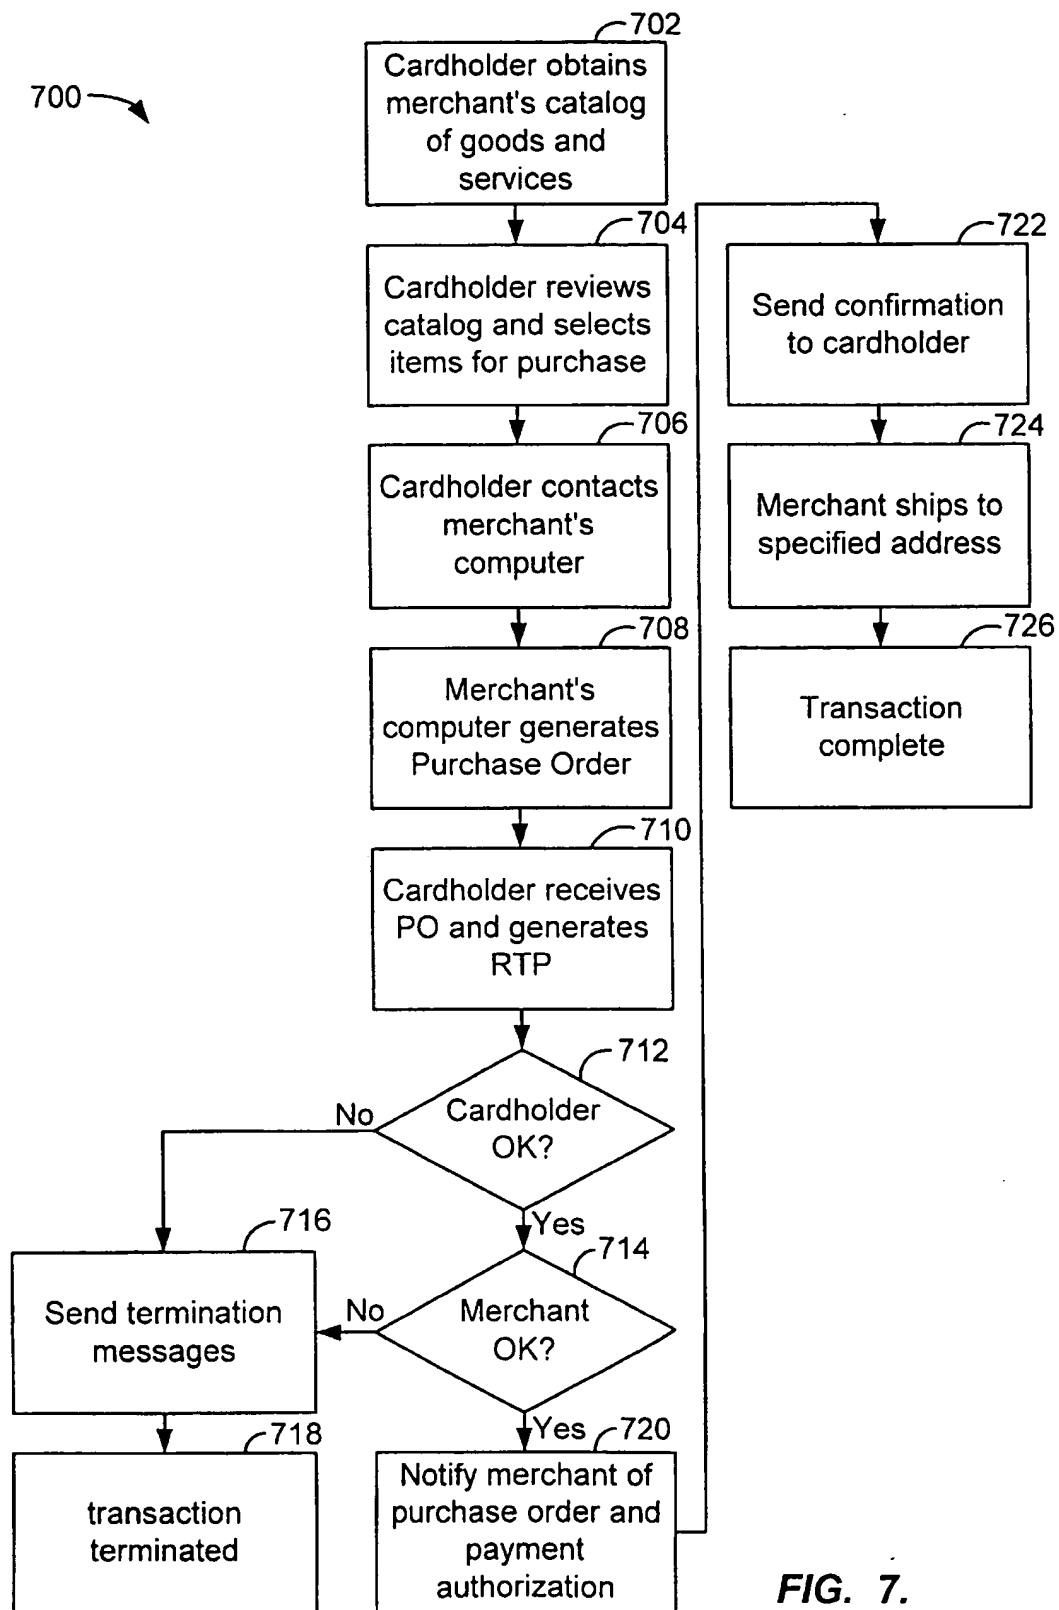 700
702
Cardholder obtains
merchant's catalog
of goods and
services
704
Cardholder reviews
catalog and selects
items for purchase
706
Cardholder contacts
merchant's
computer
708
Merchant's
computer generates
Purchase Order
710
Cardholder receives
PO and generates
RTP
712
Cardholder
OK?
No
Yes
714
Merchant
OK?
No
Yes
716
Send termination
messages
718
transaction
terminated
720
Notify merchant of
purchase order and
payment
authorization
722
Send confirmation
to cardholder
724
Merchant ships to
specified address
726
Transaction
complete
FIG. 7.